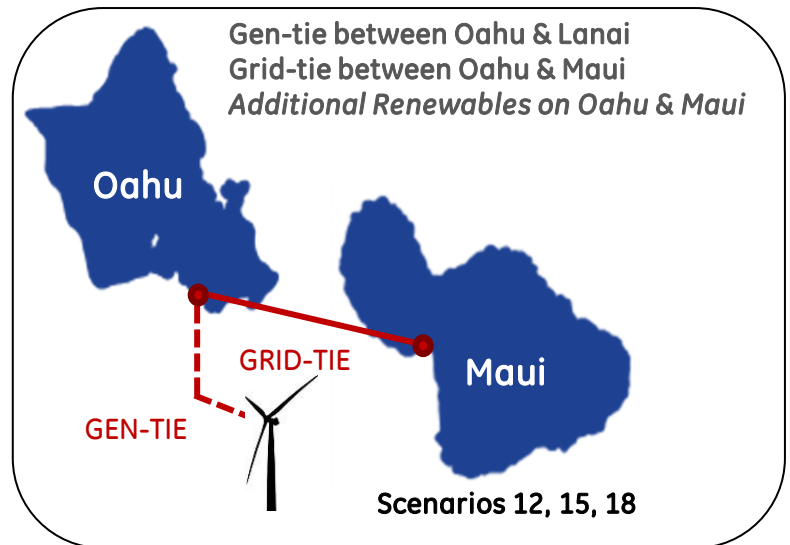 Gen-tie between Oahu & Lanai
Grid-tie between Oahu & Maui
Additional Renewables on Oahu & Maui
Oahu
GRID-TIE
Maui
GEN-TIE
Scenarios 12, 15, 18